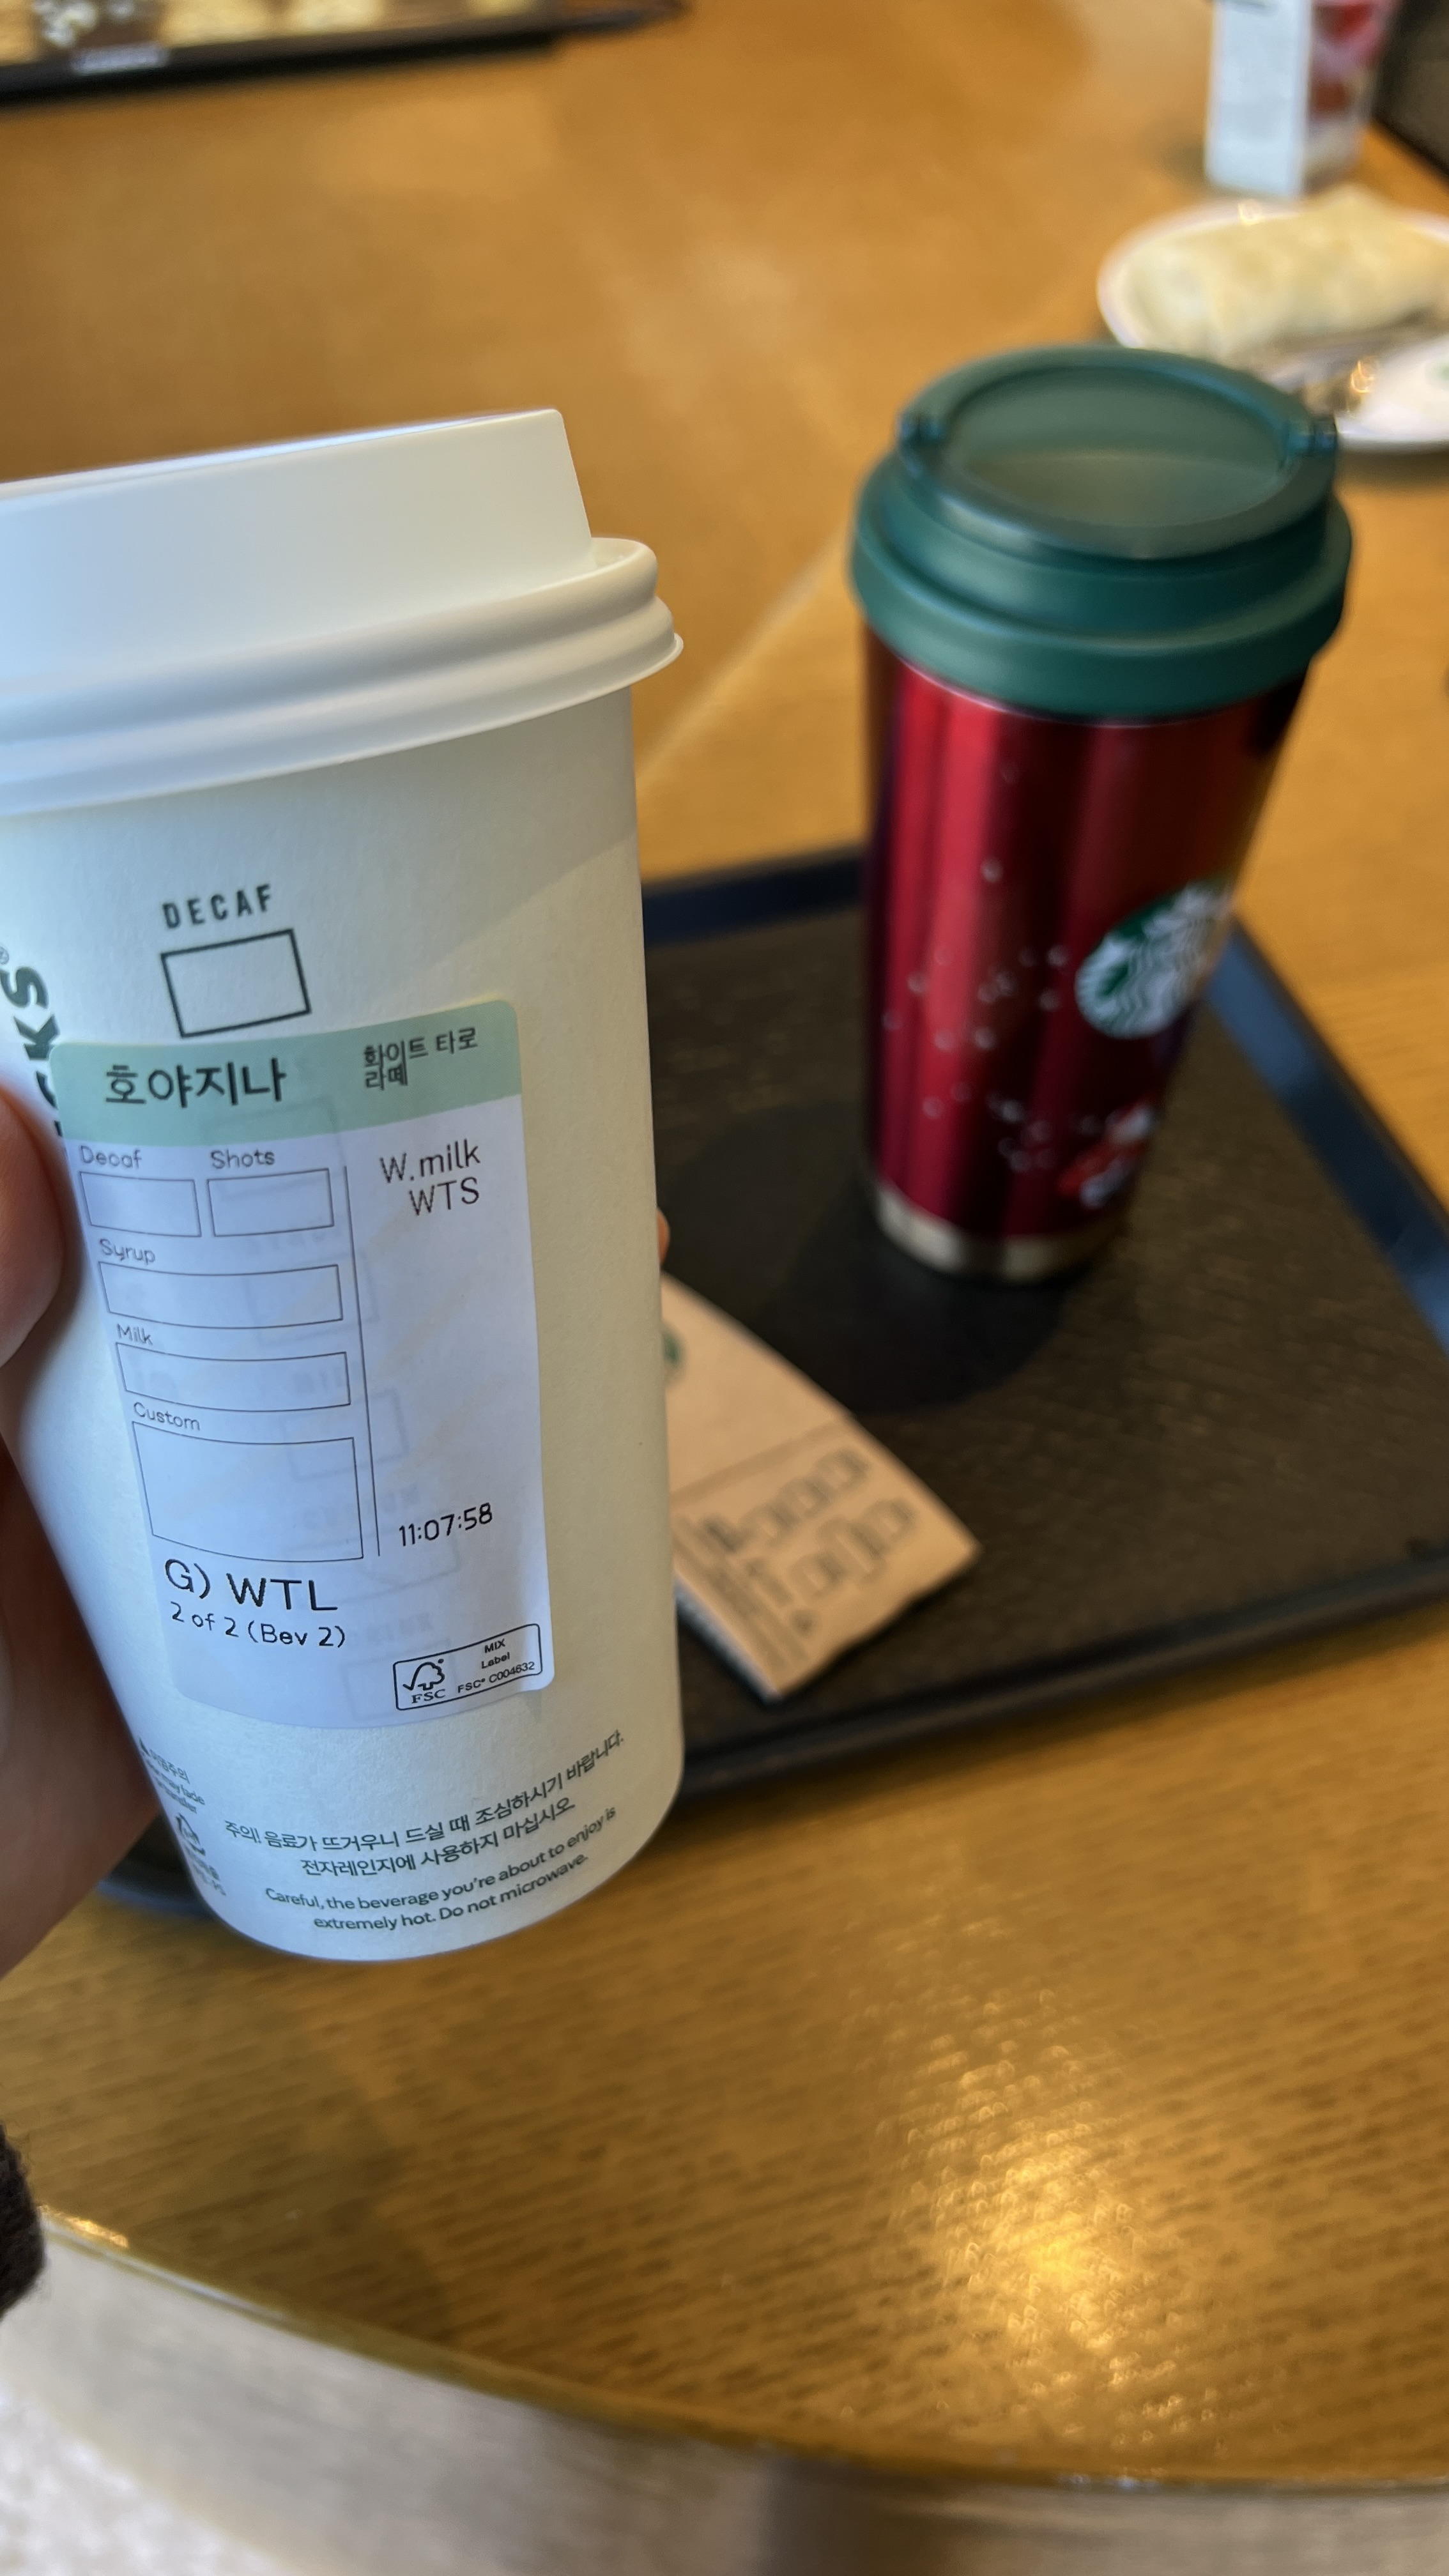 DECAF
호야지나
화이트 타로
라떼
Decaf
Shots
W.milk
WTS
Syrup
Milk
Custom
11:07:58
G) WTL
2 of 2 (Bev 2)
MIX
Label
FSC® C004632
FSC
주의! 음료가 뜨거우니 드실 때 조심하시기 바랍니다.
전자레인지에 사용하지 마십시오.
Careful, the beverage you're about to enjoy is
extremely hot. Do not microwave.